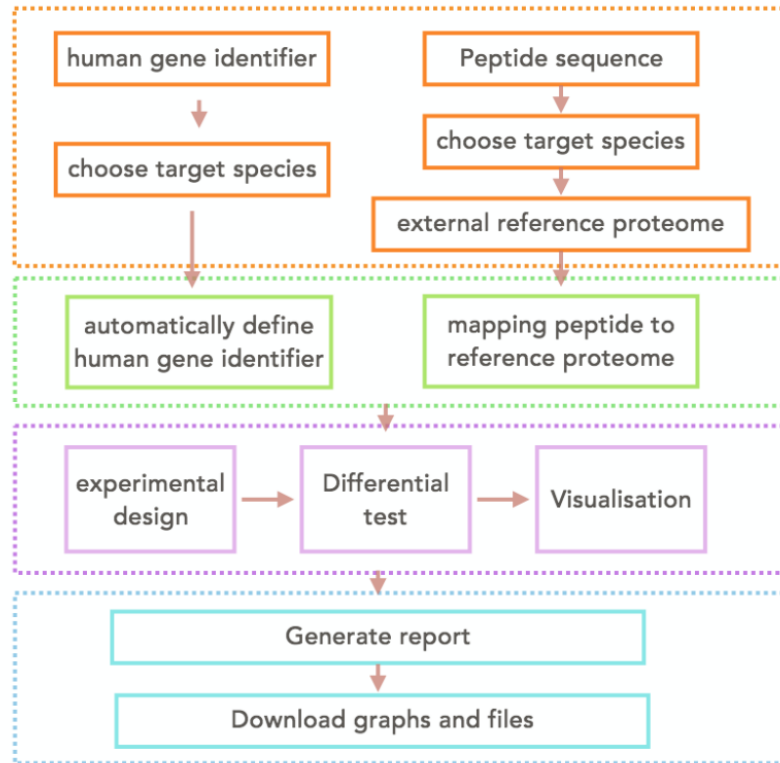 human gene identifier
Peptide sequence
choose target species
choose target species
external reference proteome
automatically define
human gene identifier
mapping peptide to
reference proteome
experimental
design
Differential
test
Visualisation
Generate report
Download graphs and files